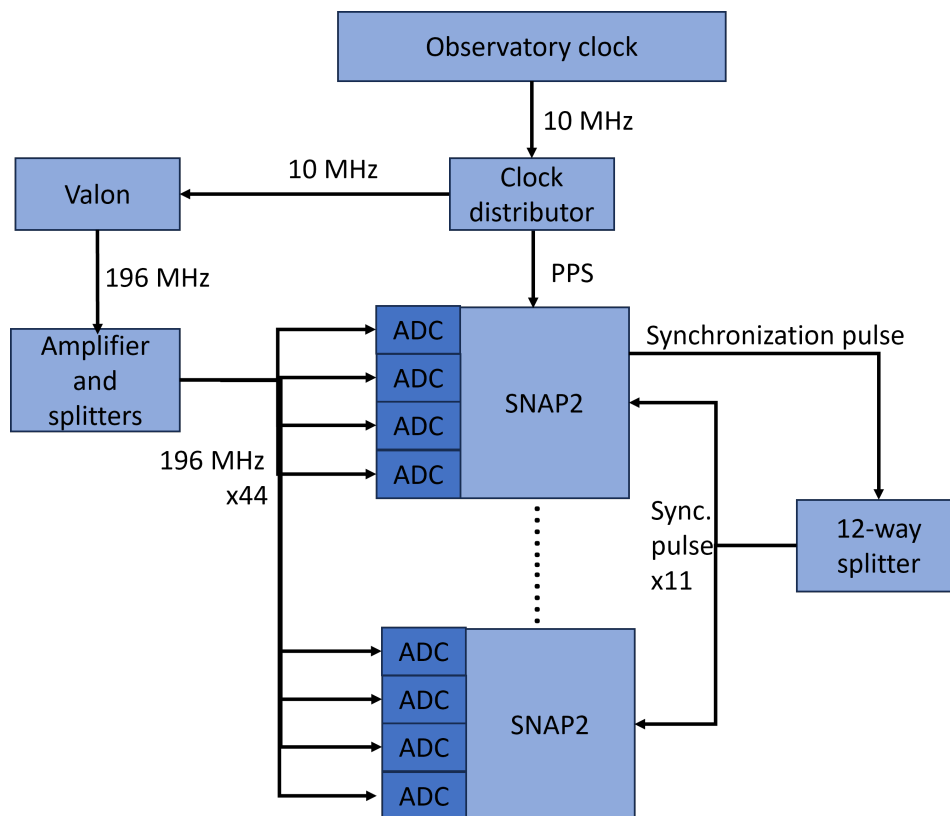 Observatory clock
10 MHz
10 MHz
Valon
Clock
distributor
196 MHz
PPS
Amplifier
and
splitters
ADC
ADC
ADC
ADC
SNAP2
Synchronization pulse
196 MHz
x44
Sync.
pulse
x11
12-way
splitter
ADC
ADC
ADC
ADC
SNAP2